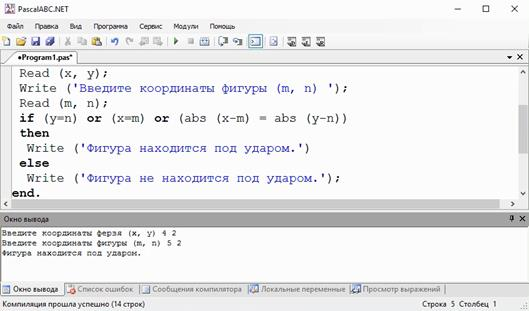 PascalABC.NET
Файл Правка Вид Программа Сервис Модули Помощь
•Program1.pas*
Read (x, y);
Write ('Введите координаты фигуры (m, n) ');
Read (m, n);
if (y=n) or (x=m) or (abs (x-m) = abs (y-n))
then
Write ('Фигура находится под ударом.')
else
Write ('Фигура не находится под ударом.');
end.
Окно вывода
Введите координаты ферзя (x, y) 4 2
Введите координаты фигуры (m, n) 5 2
Фигура находится под ударом.
Окно вывода Список ошибок Сообщения компилятора Локальные переменные Просмотр выражений
Компиляция прошла успешно (14 строк) Строка 5 Столбец 1